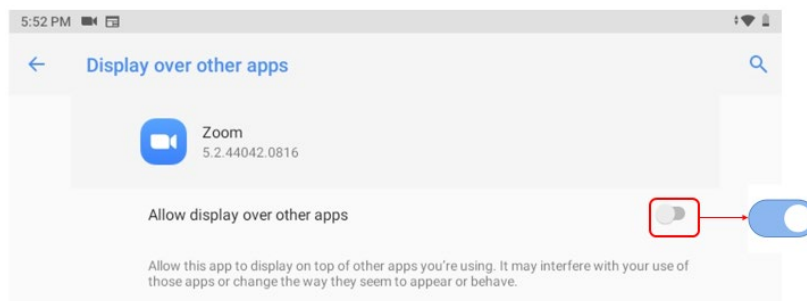 5:52 PM
Display over other apps
Zoom
5.2.44042.0816
Allow display over other apps
Allow this app to display on top of other apps you're using. It may interfere with your use of
those apps or change the way they seem to appear or behave.